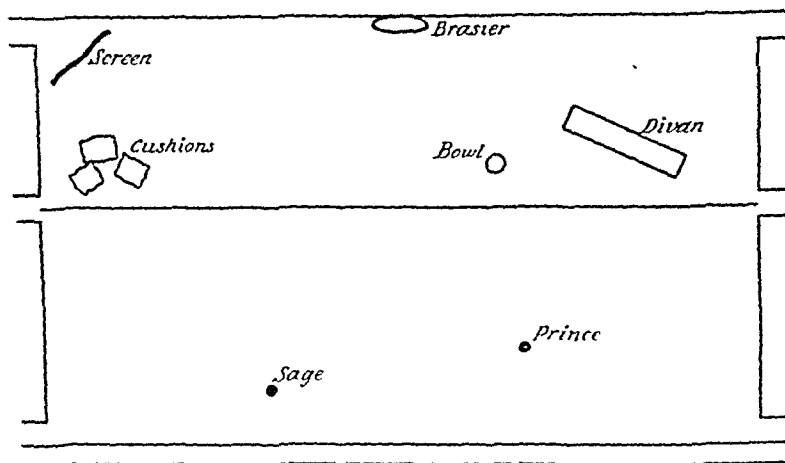 Brasier
Screen
Cushions
Bowl
Divan
Prince
Sage